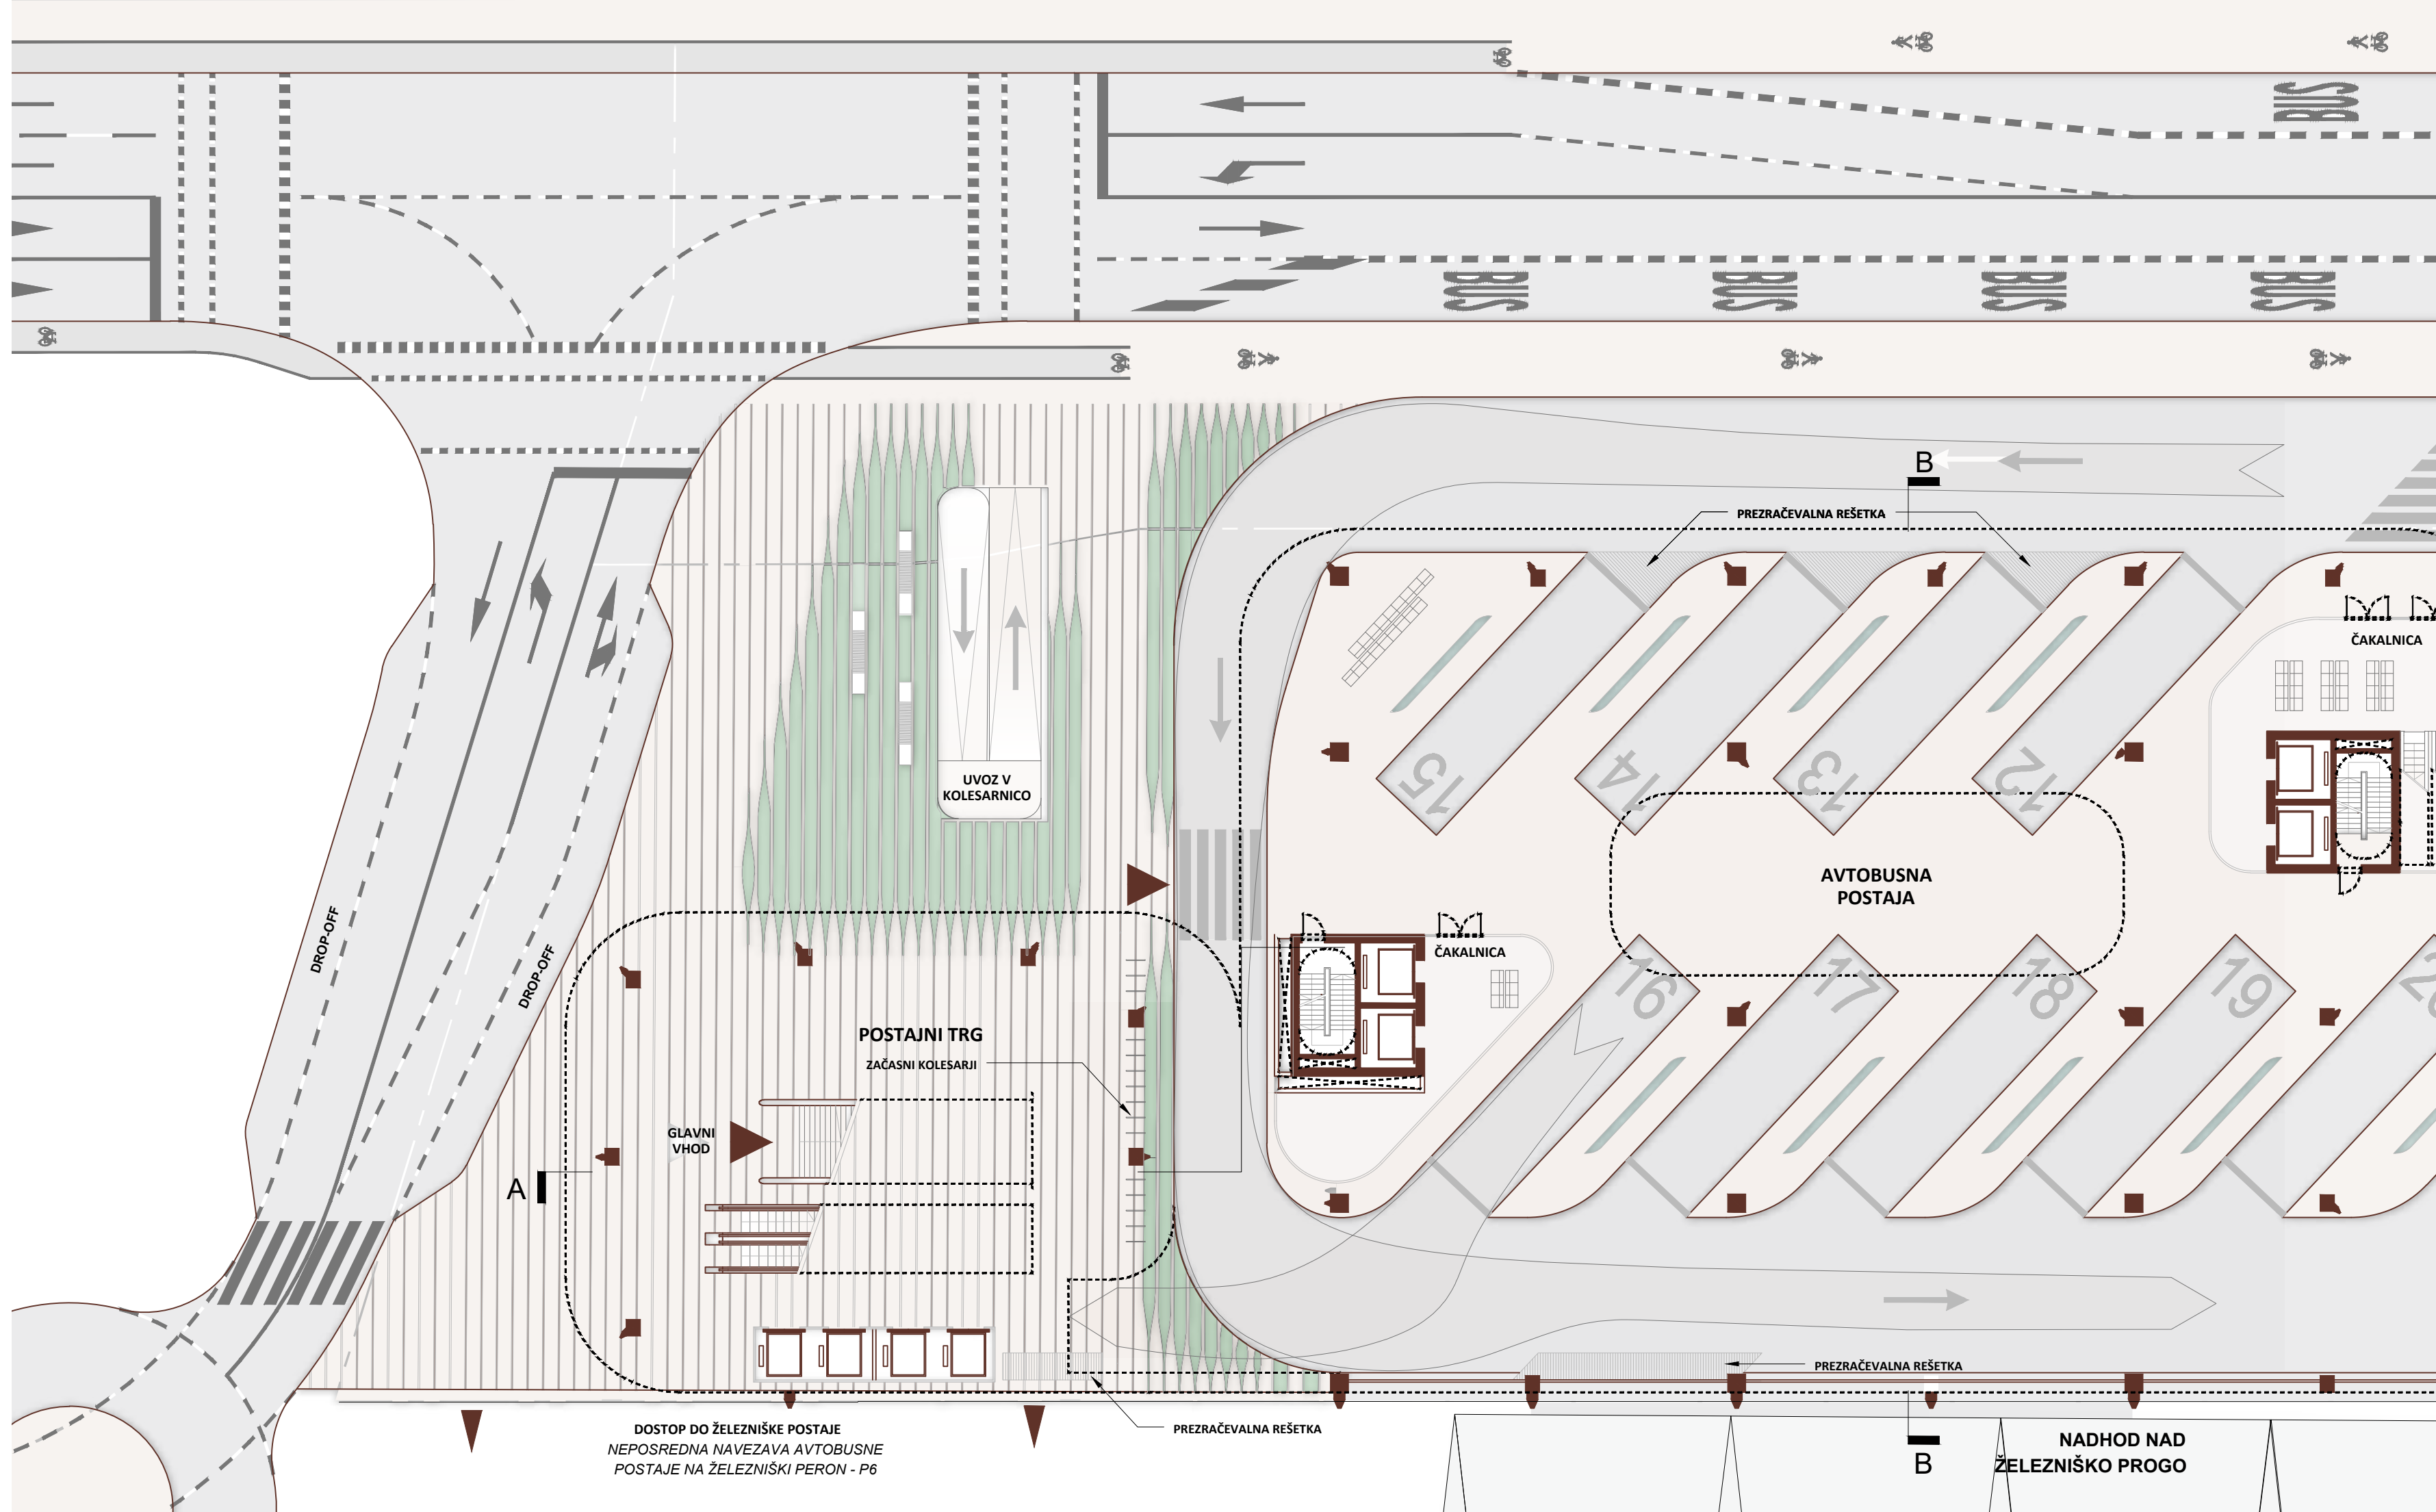 BUS
BUS
BUS
BUS
BUS
B
PREZRAČEVALNA REŠETKA
ČAKALNICA
UVOZ V
KOLESARNICO
15
14
13
12
AVTOBUSNA
POSTAJA
DROP-OFF
DROP-OFF
ČAKALNICA
16
17
18
19
POSTAJNI TRG
ZAČASNI KOLESARJI
GLAVNI
VHOD
A
PREZRAČEVALNA REŠETKA
PREZRAČEVALNA REŠETKA
DOSTOP DO ŽELEZNIŠKE POSTAJE
NEPOSREDNA NAVEZAVA AVTOBUSNE
POSTAJE NA ŽELEZNIŠKI PERON - P6
NADHOD NAD
ŽELEZNIŠKO PROGO
B